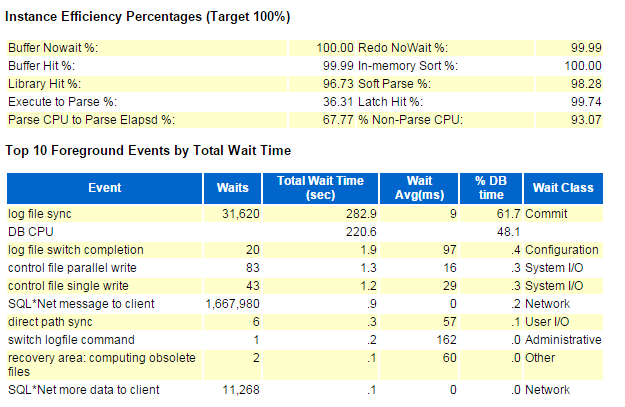 Instance Efficiency Percentages (Target 100%)
Buffer Nowait %: 100.00 Redo NoWait %: 99.99
Buffer Hit %: 99.99 In-memory Sort %: 100.00
Library Hit %: 96.73 Soft Parse %: 98.28
Execute to Parse %: 36.31 Latch Hit %: 99.74
Parse CPU to Parse Elapsd %: 67.77 % Non-Parse CPU: 93.07
Top 10 Foreground Events by Total Wait Time
Event Waits Total Wait Time (sec) Wait Avg(ms) % DB time Wait Class
log file sync 31,620 282.9 9 61.7 Commit
DB CPU 220.6 48.1
log file switch completion 20 1.9 97 .4 Configuration
control file parallel write 83 1.3 16 .3 System I/O
control file single write 43 1.2 29 .3 System I/O
SQL*Net message to client 1,667,980 .9 0 .2 Network
direct path sync 6 .3 57 .1 User I/O
switch logfile command 1 .2 162 .0 Administrative
recovery area: computing obsolete files 2 .1 60 .0 Other
SQL*Net more data to client 11,268 .1 0 .0 Network